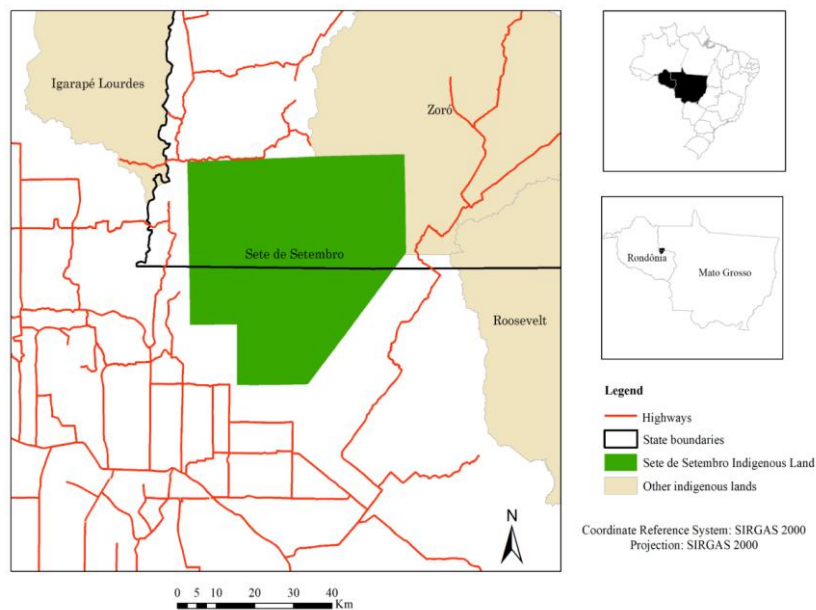 Igarapé Lourdes
Zoró
Sete de Setembro
Roosevelt
N
0 5 10 20 30 40
Km
Rondônia
Mato Grosso
Legend
Highways
State boundaries
Sete de Setembro Indigenous Land
Other indigenous lands
Coordinate Reference System: SIRGAS 2000
Projection: SIRGAS 2000